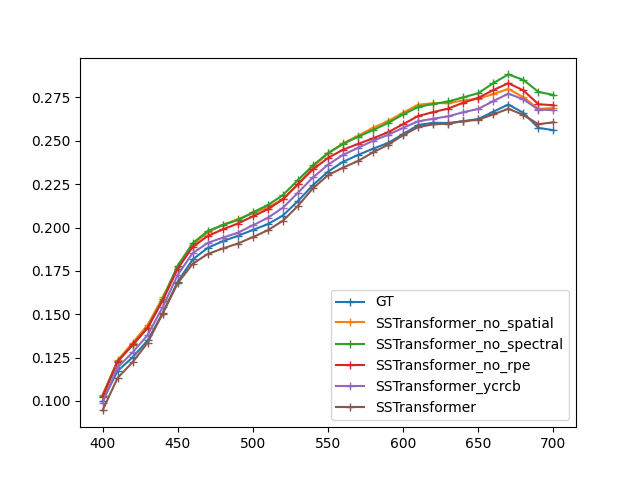 0.275
0.250
0.225
0.200
0.175
0.150
0.125
0.100
400 450 500 550 600 650 700
GT
SSTransformer_no_spatial
SSTransformer_no_spectral
SSTransformer_no_rpe
SSTransformer_ycrcb
SSTransformer